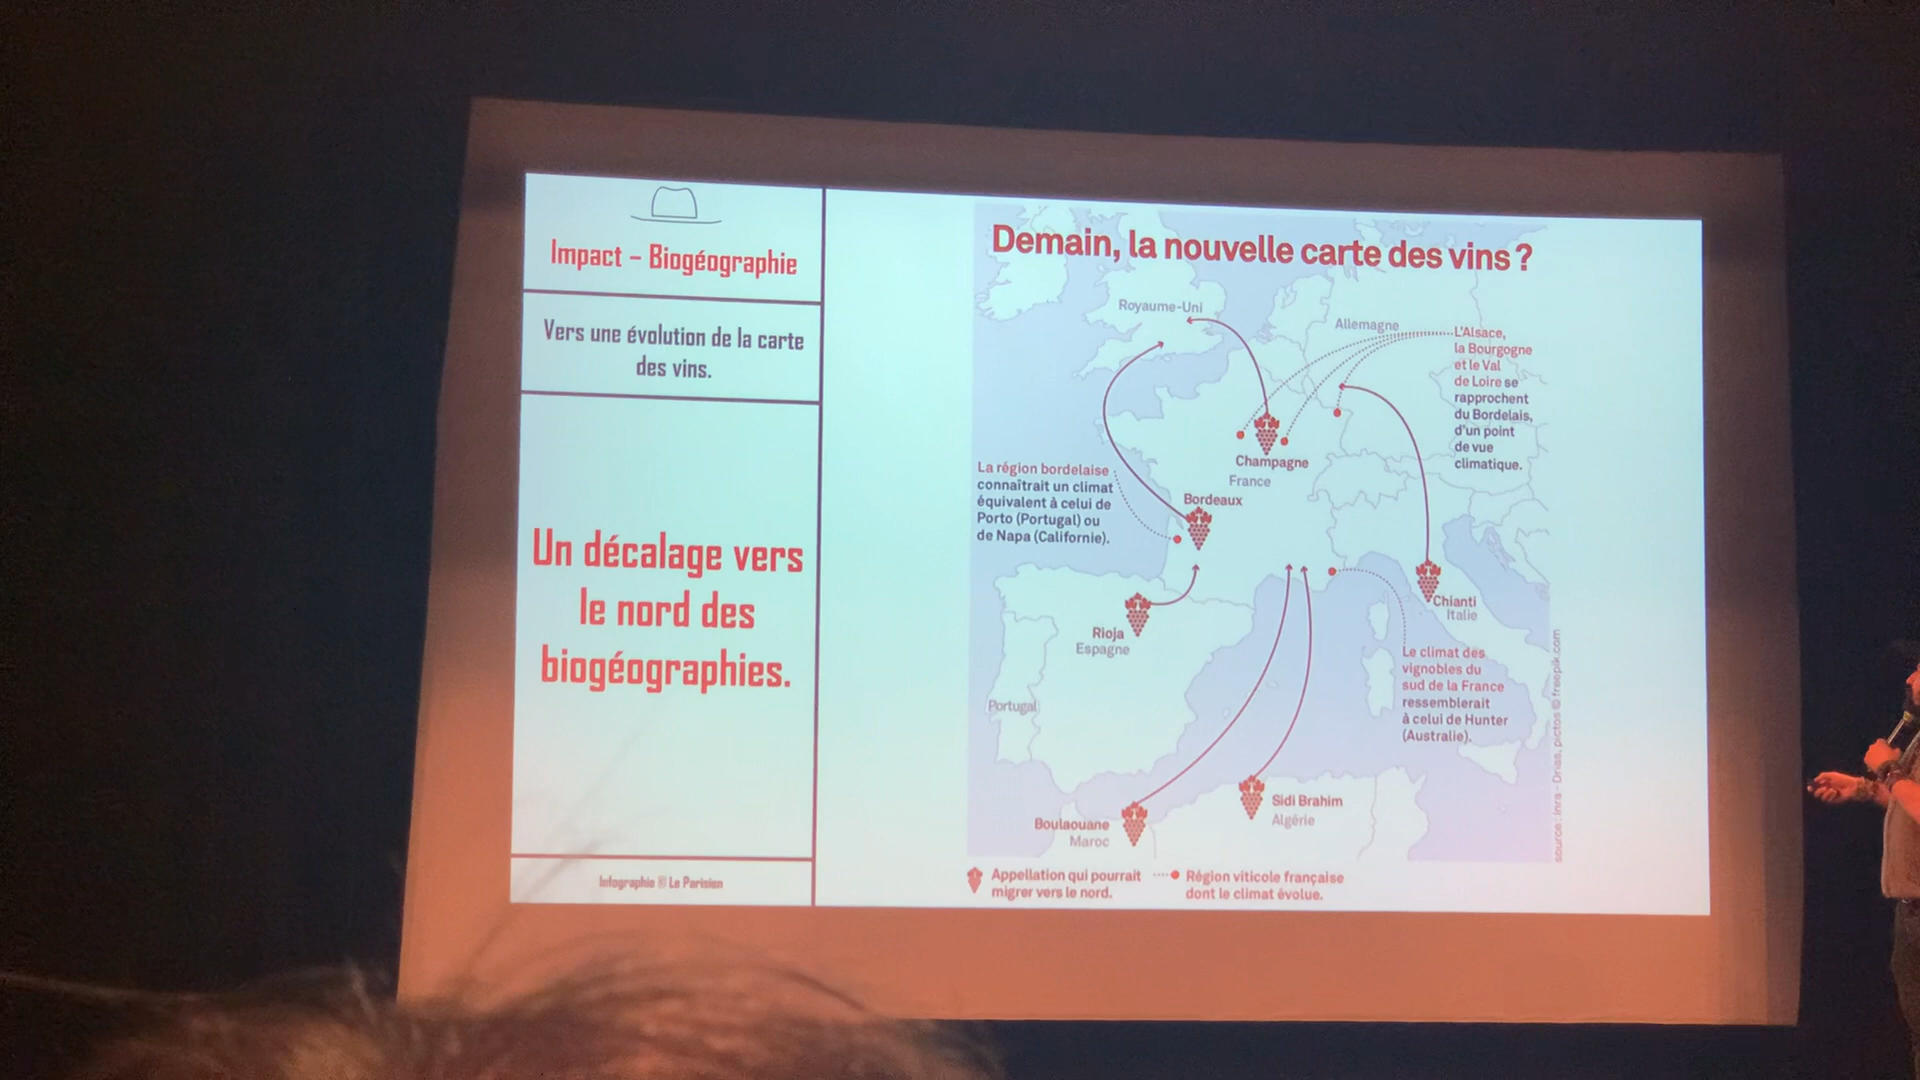 Impact – Biogéographie
Vers une évolution de la carte
des vins.
Un décalage vers
le nord des
biogéographies.
Infographie © Le Parisien
Demain, la nouvelle carte des vins ?
Royaume-Uni
Allemagne
L'Alsace,
la Bourgogne
et le Val
de Loire se
rapprochent
du Bordelais,
d'un point
de vue
climatique.
Champagne
France
La région bordelaise
connaîtrait un climat
équivalent à celui de
Porto (Portugal) ou
de Napa (Californie).
Bordeaux
Chianti
Italie
Rioja
Espagne
Portugal
Le climat des
vignobles du
sud de la France
ressemblerait
à celui de Hunter
(Australie).
Sidi Brahim
Algérie
Boulaouane
Maroc
source : Inra - Drias, pictos © freepik.com
Appellation qui pourrait
migrer vers le nord.
Région viticole française
dont le climat évolue.